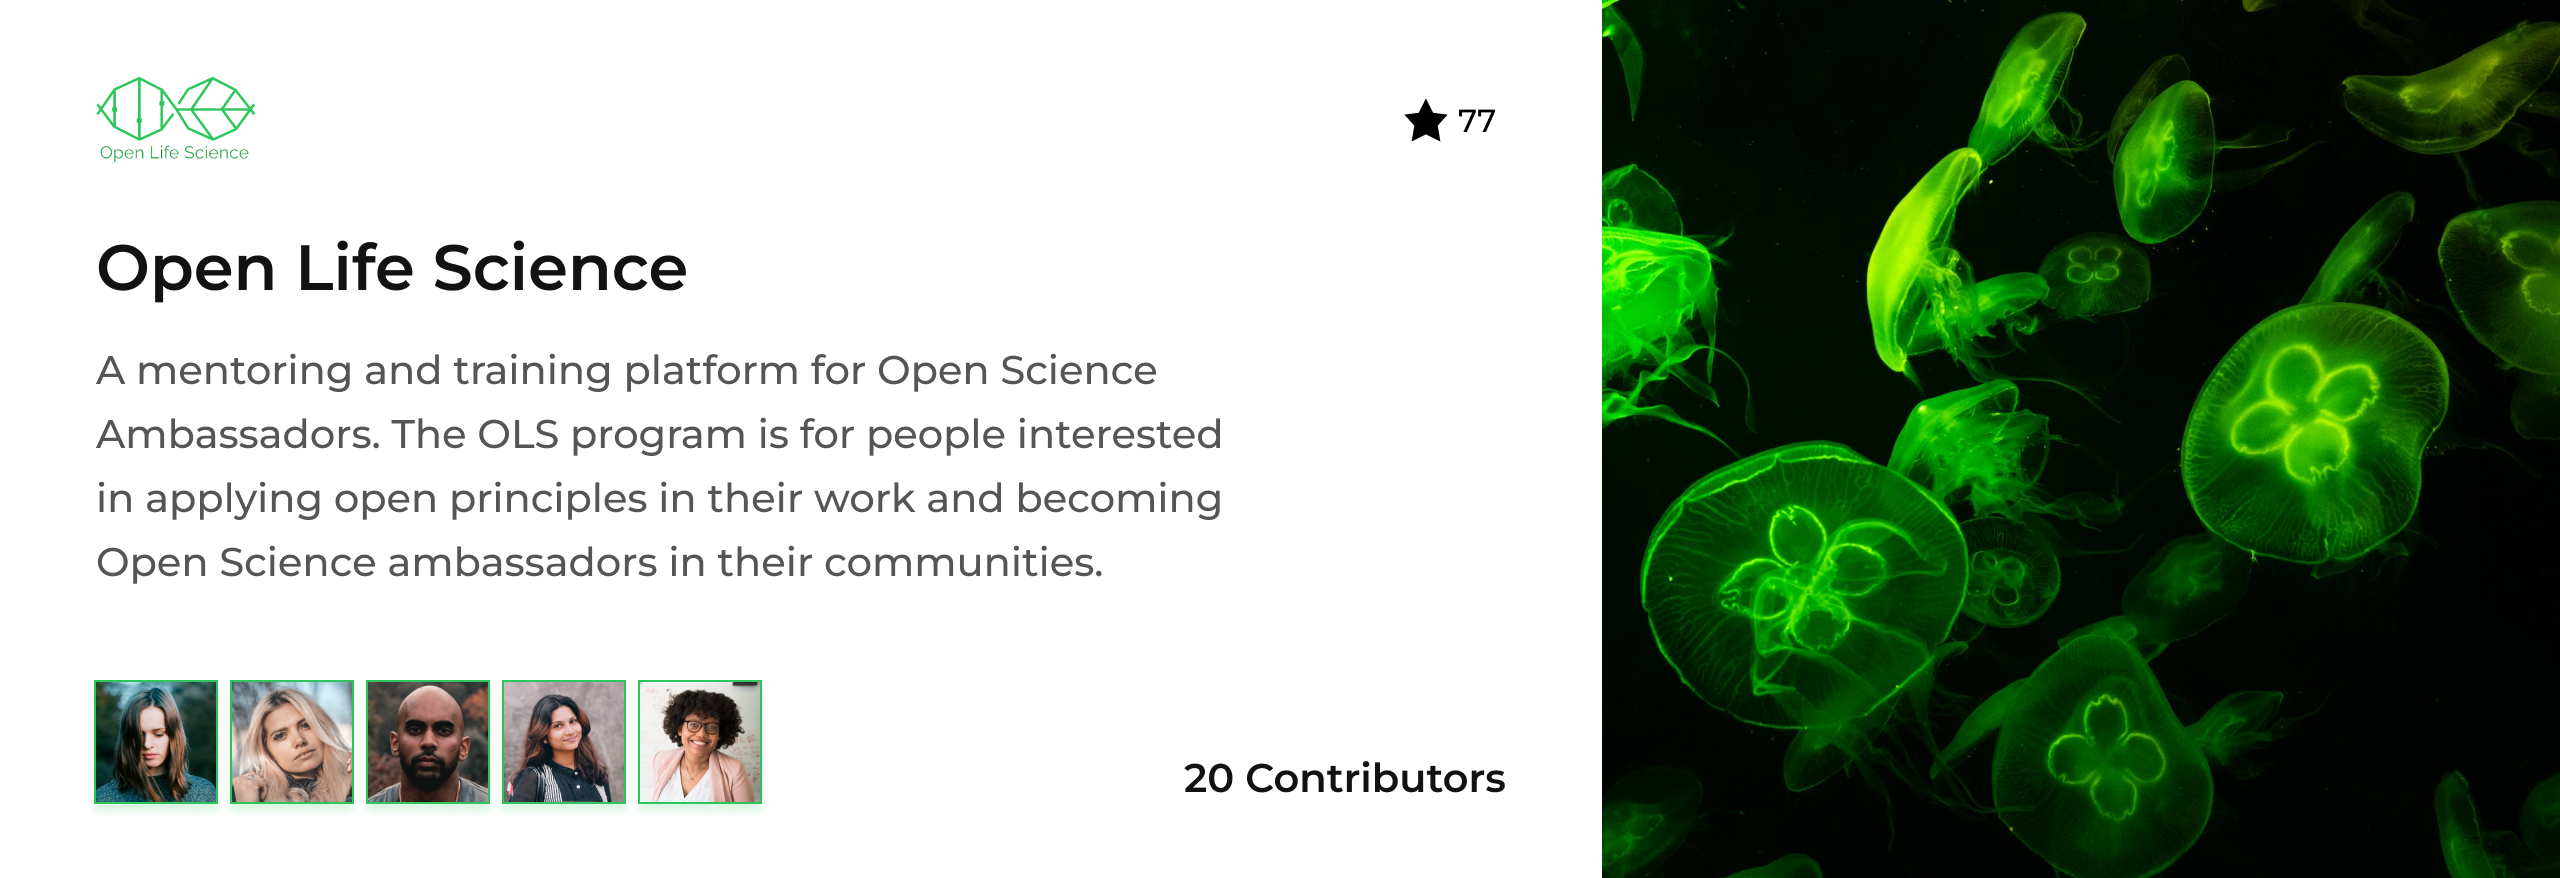 Open Life Science
77
Open Life Science
A mentoring and training platform for Open Science
Ambassadors. The OLS program is for people interested
in applying open principles in their work and becoming
Open Science ambassadors in their communities.
20 Contributors